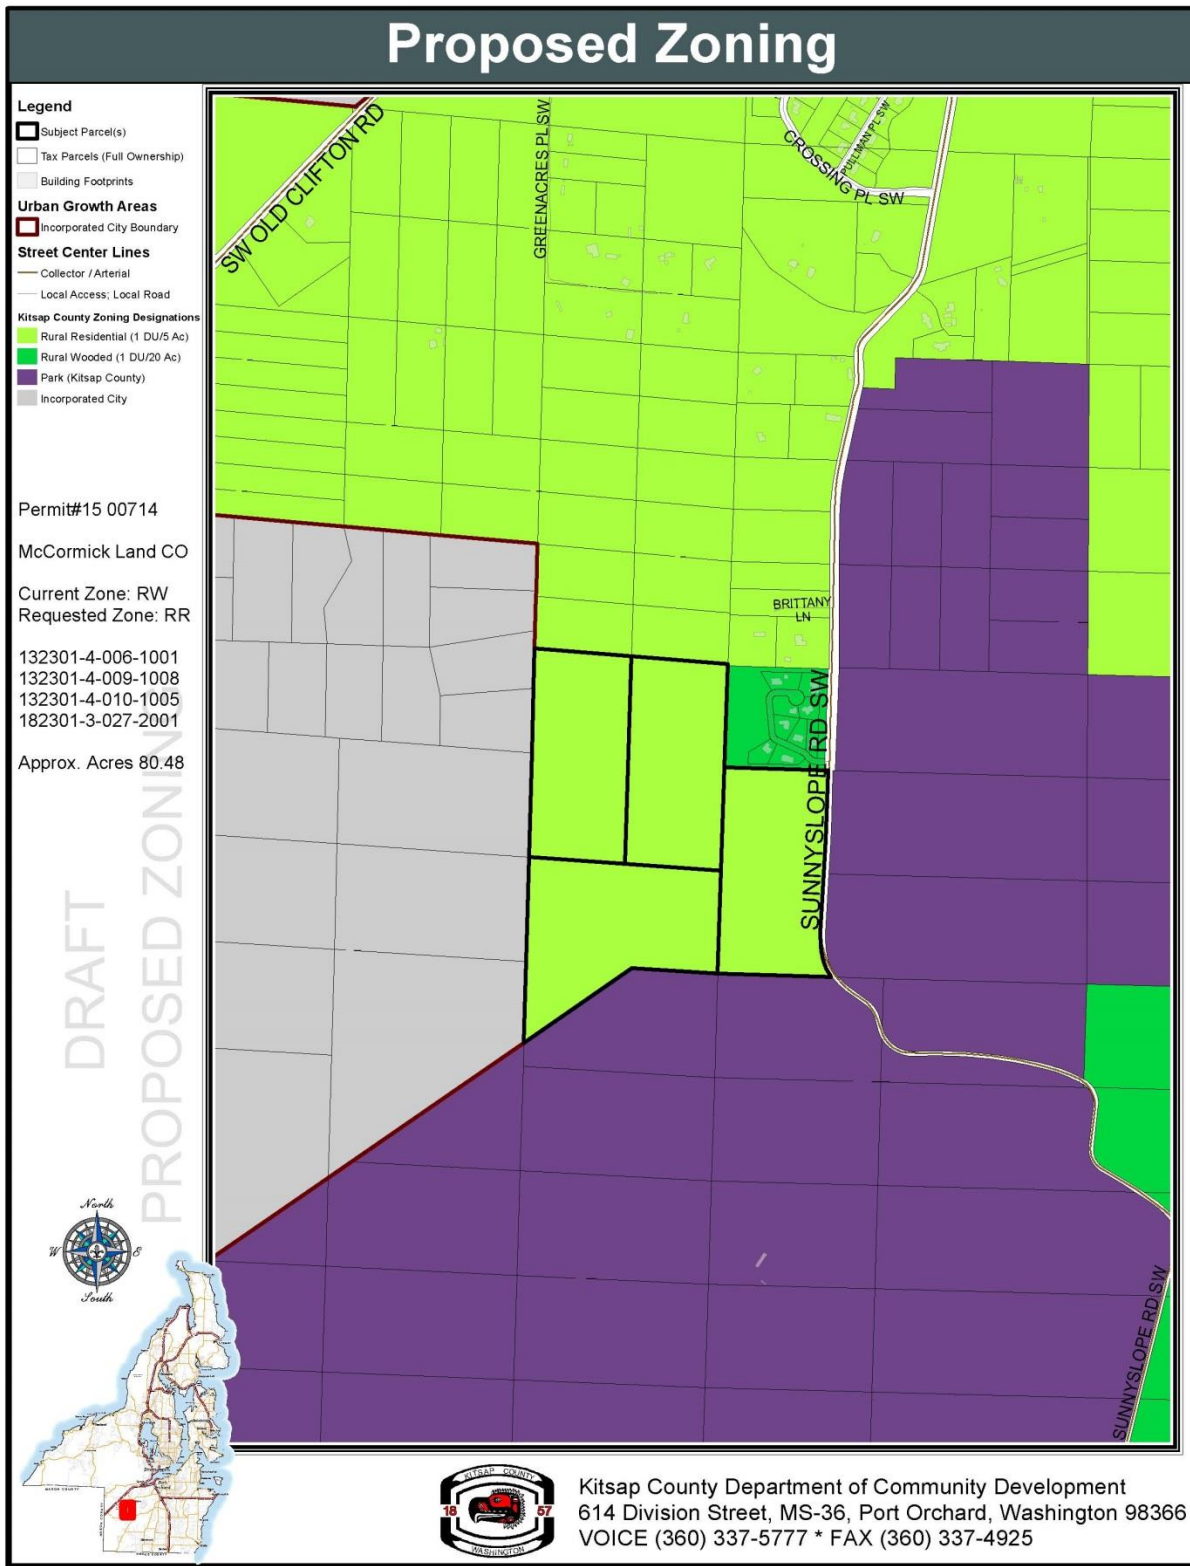 Proposed Zoning
Legend
Subject Parcel(s)
Tax Parcels (Full Ownership)
Building Footprints
Urban Growth Areas
Incorporated City Boundary
Street Center Lines
Collector / Arterial
Local Access; Local Road
Kitsap County Zoning Designations
Rural Residential (1 DU/5 Ac)
Rural Wooded (1 DU/20 Ac)
Park (Kitsap County)
Incorporated City
Permit#15 00714
McCormick Land CO
Current Zone: RW
Requested Zone: RR
132301-4-006-1001
132301-4-009-1008
132301-4-010-1005
182301-3-027-2001
Approx. Acres 80.48
DRAFT
PROPOSED ZONING
SW OLD CLIFTON RD
GREENACRES PL SW
CROSSING PL SW
PULLMAN PL SW
BRITTANY
LN
SUNNYSLOPE RD SW
SUNNYSLOPE RD SW
North
W
E
South
KITSAP COUNTY
18
57
WASHINGTON
Kitsap County Department of Community Development
614 Division Street, MS-36, Port Orchard, Washington 98366
VOICE (360) 337-5777 * FAX (360) 337-4925